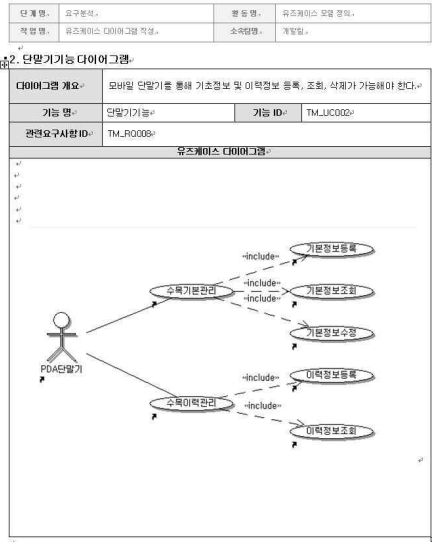 단 계 명 요구분석 활 동 명 유즈케이스 모델 정의
작 업 명 유즈케이스 다이어그램 작성 소속팀명 개발팀
2. 단말기기능 다이어그램
다이어그램 개요 모바일 단말기를 통해 기초정보 및 이력정보 등록, 조회, 삭제가 가능해야 한다.
기능 명 단말기기능 기능 ID TM_UC002
관련요구사항ID TM_RQ008
유즈케이스 다이어그램
«include» 기본정보등록
수목기본관리 «include» 기본정보조회
«include»
기본정보수정
PDA단말기
«include» 이력정보등록
수목이력관리 «include»
이력정보조회